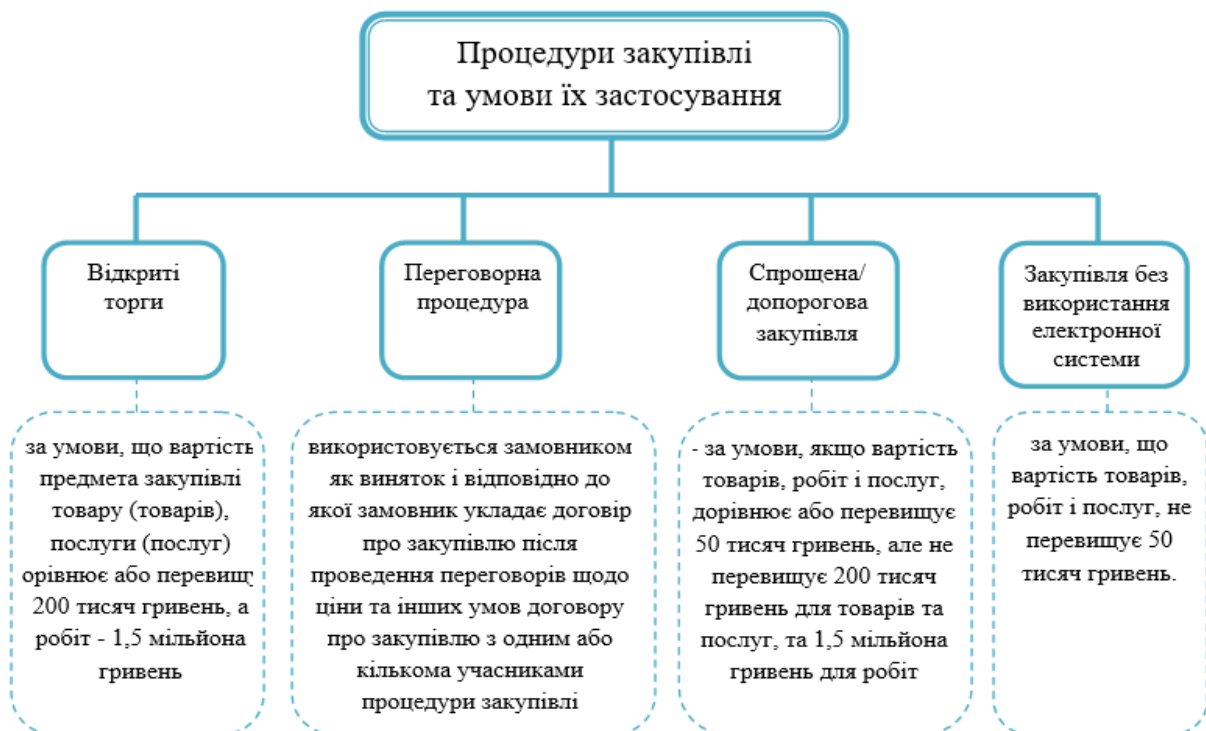 Процедури закупівлі
та умови їх застосування
Відкриті
торги
Переговорна
процедура
Спрощена/
допорогова
закупівля
Закупівля без
використання
електронної
системи
за умови, що вартість
предмета закупівлі
товару (товарів),
послуги (послуг)
орівнює або перевищу
200 тисяч гривень, а
робіт - 1,5 мільйона
гривень
використовується замовником
як виняток і відповідно до
якої замовник укладає договір
про закупівлю після
проведення переговорів щодо
ціни та інших умов договору
про закупівлю з одним або
кількома учасниками
процедури закупівлі
- за умови, якщо вартість
товарів, робіт і послуг,
дорівнює або перевищує
50 тисяч гривень, але не
перевищує 200 тисяч
гривень для товарів та
послуг, та 1,5 мільйона
гривень для робіт
за умови, що
вартість товарів,
робіт і послуг, не
перевищує 50
тисяч гривень.